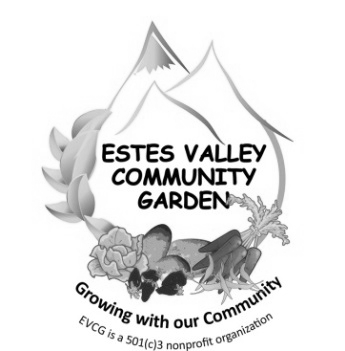 ESTES VALLEY
COMMUNITY
GARDEN
Growing with our Community
EVCG is a 501(c)3 nonprofit organization